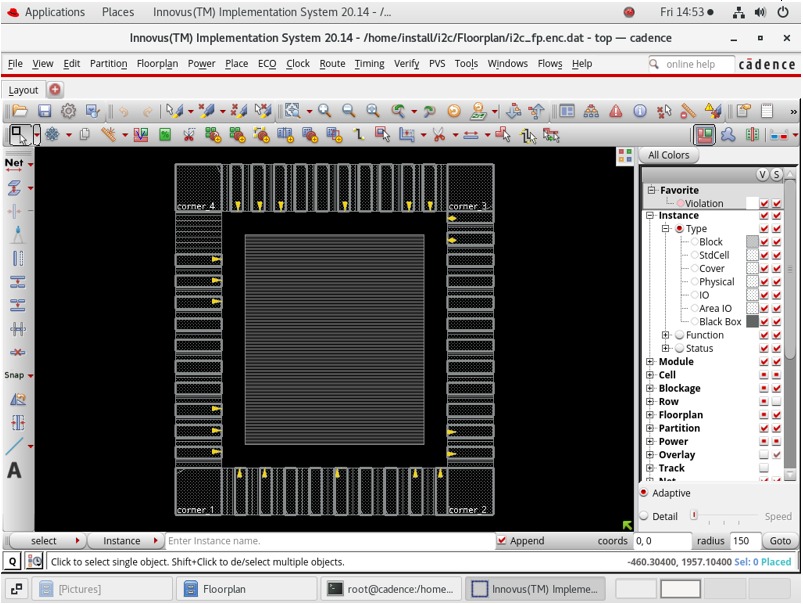 Applications Places Innovus(TM) Implementation System 20.14 - /... Fri 14:53
Innovus(TM) Implementation System 20.14 - /home/install/i2c/Floorplan/i2c_fp.enc.dat - top — cadence
File View Edit Partition Floorplan Power Place ECO Clock Route Timing Verify PVS Tools Windows Flows Help online help cādence
Layout
»
Net
Snap
A
corner_4
corner_3
corner_1
corner_2
All Colors
V S
Favorite
Violation
Instance
Type
Block
StdCell
Cover
Physical
IO
Area IO
Black Box
Function
Status
Module
Cell
Blockage
Row
Floorplan
Partition
Power
Overlay
Track
Adaptive
Detail Speed
select Instance Enter Instance name. Append coords 0, 0 radius 150 Goto
Q Click to select single object. Shift+Click to de/select multiple objects. -460.30400, 1957.10400 Sel: 0 Placed
[Pictures] Floorplan root@cadence:/home... Innovus(TM) Impleme...